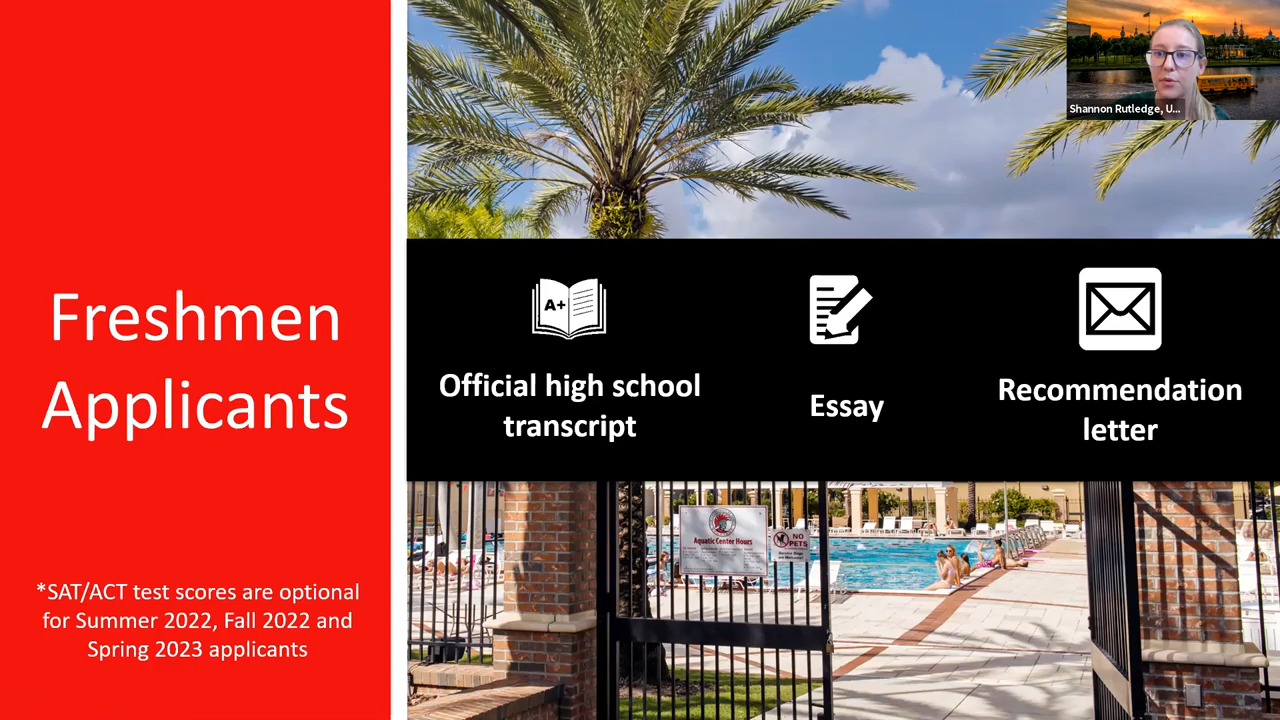 Freshmen
Applicants
*SAT/ACT test scores are optional
for Summer 2022, Fall 2022 and
Spring 2023 applicants
A+
Official high school
transcript
Essay
Recommendation
letter
Shannon Rutledge, U...
Aquatic Center Hours
NO
PETS